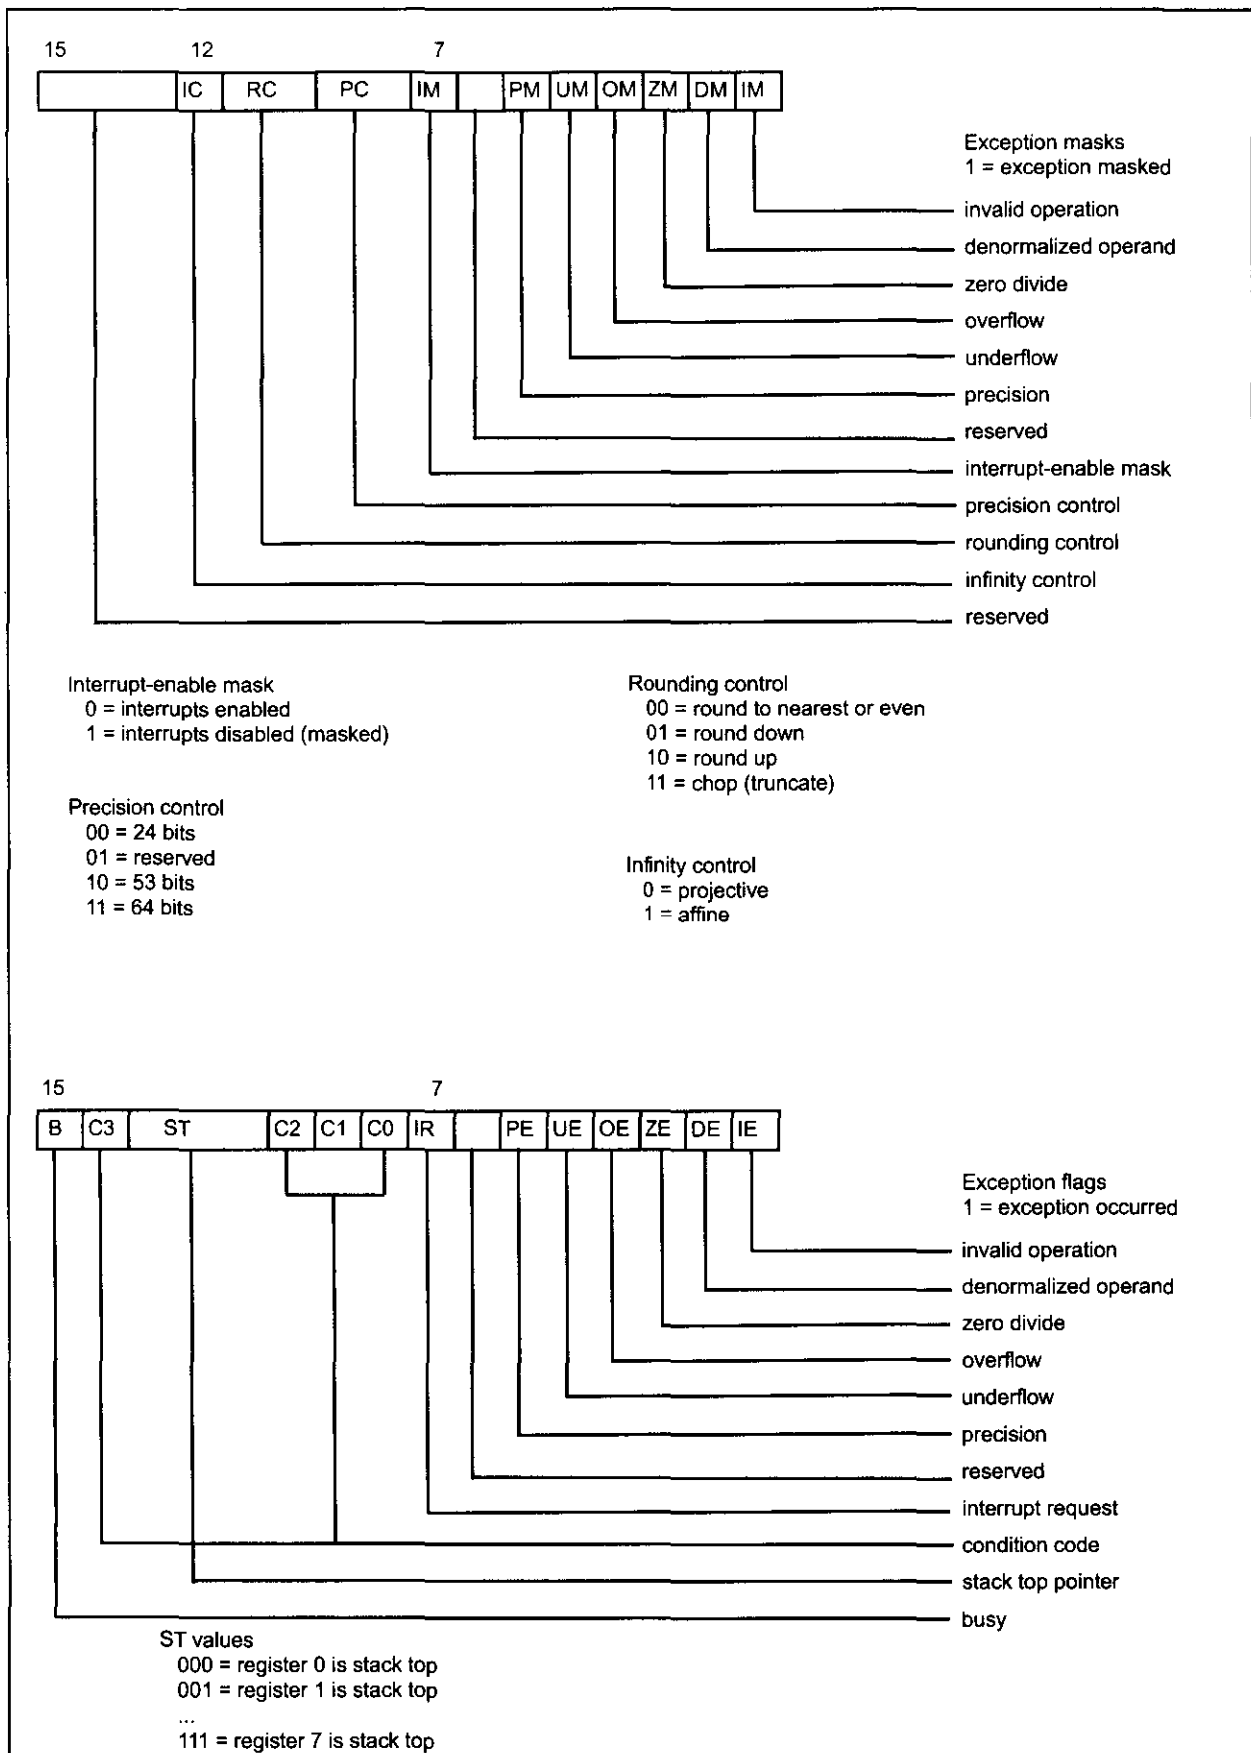 15 12 7
IC RC PC IM PM UM OM ZM DM IM
Exception masks
1 = exception masked
invalid operation
denormalized operand
zero divide
overflow
underflow
precision
reserved
interrupt-enable mask
precision control
rounding control
infinity control
reserved
Interrupt-enable mask
0 = interrupts enabled
1 = interrupts disabled (masked)
Precision control
00 = 24 bits
01 = reserved
10 = 53 bits
11 = 64 bits
Rounding control
00 = round to nearest or even
01 = round down
10 = round up
11 = chop (truncate)
Infinity control
0 = projective
1 = affine
15 7
B C3 ST C2 C1 C0 IR PE UE OE ZE DE IE
Exception flags
1 = exception occurred
invalid operation
denormalized operand
zero divide
overflow
underflow
precision
reserved
interrupt request
condition code
stack top pointer
busy
ST values
000 = register 0 is stack top
001 = register 1 is stack top
...
111 = register 7 is stack top